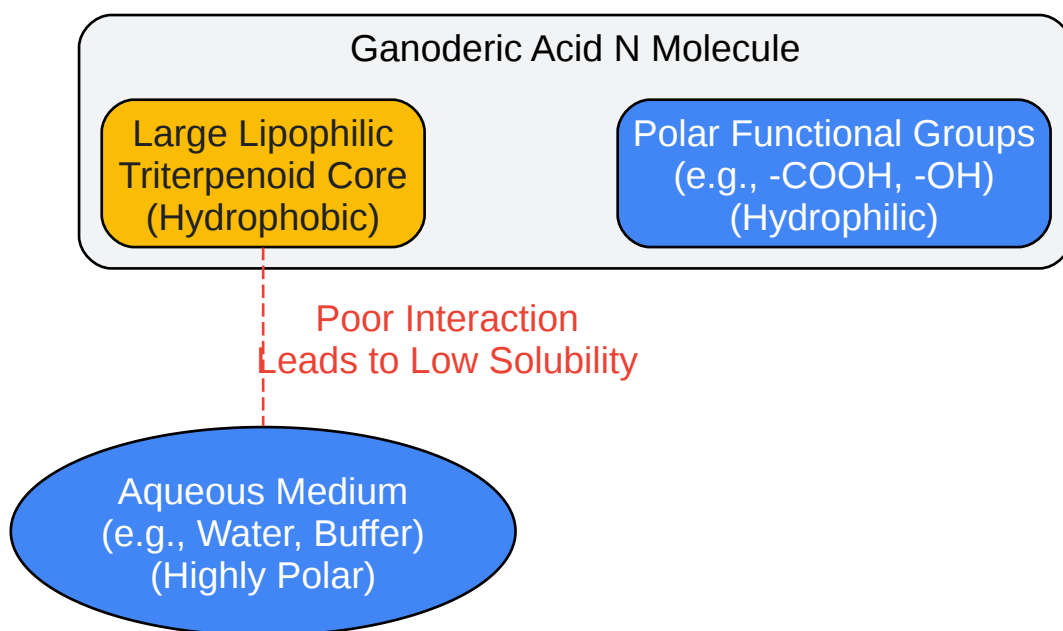 Ganoderic Acid N Molecule
Large Lipophilic
Triterpenoid Core
(Hydrophobic)
Polar Functional Groups
(e.g., -COOH, -OH)
(Hydrophilic)
Poor Interaction
Leads to Low Solubility
Aqueous Medium
(e.g., Water, Buffer)
(Highly Polar)